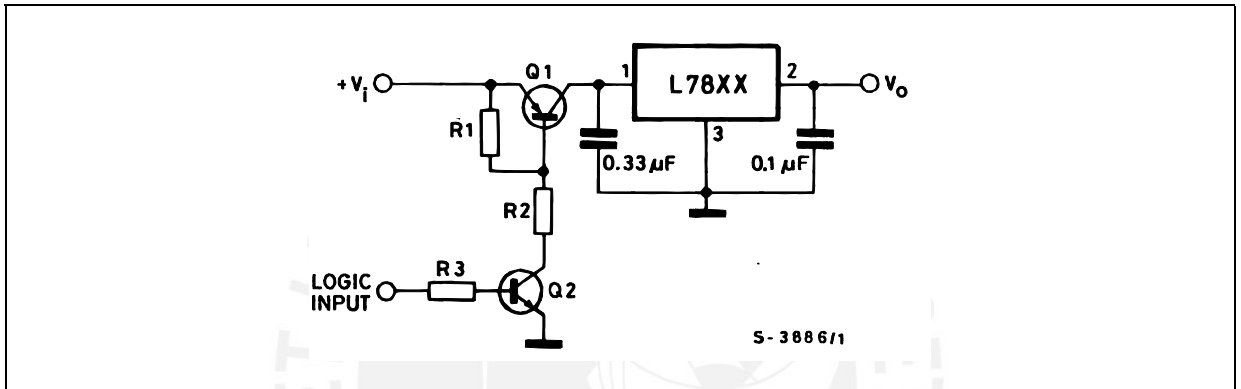 +Vi
Q1
1
L78XX
2
Vo
R1
3
0.33µF
0.1µF
R2
LOGIC
INPUT
R3
Q2
S-3886/1